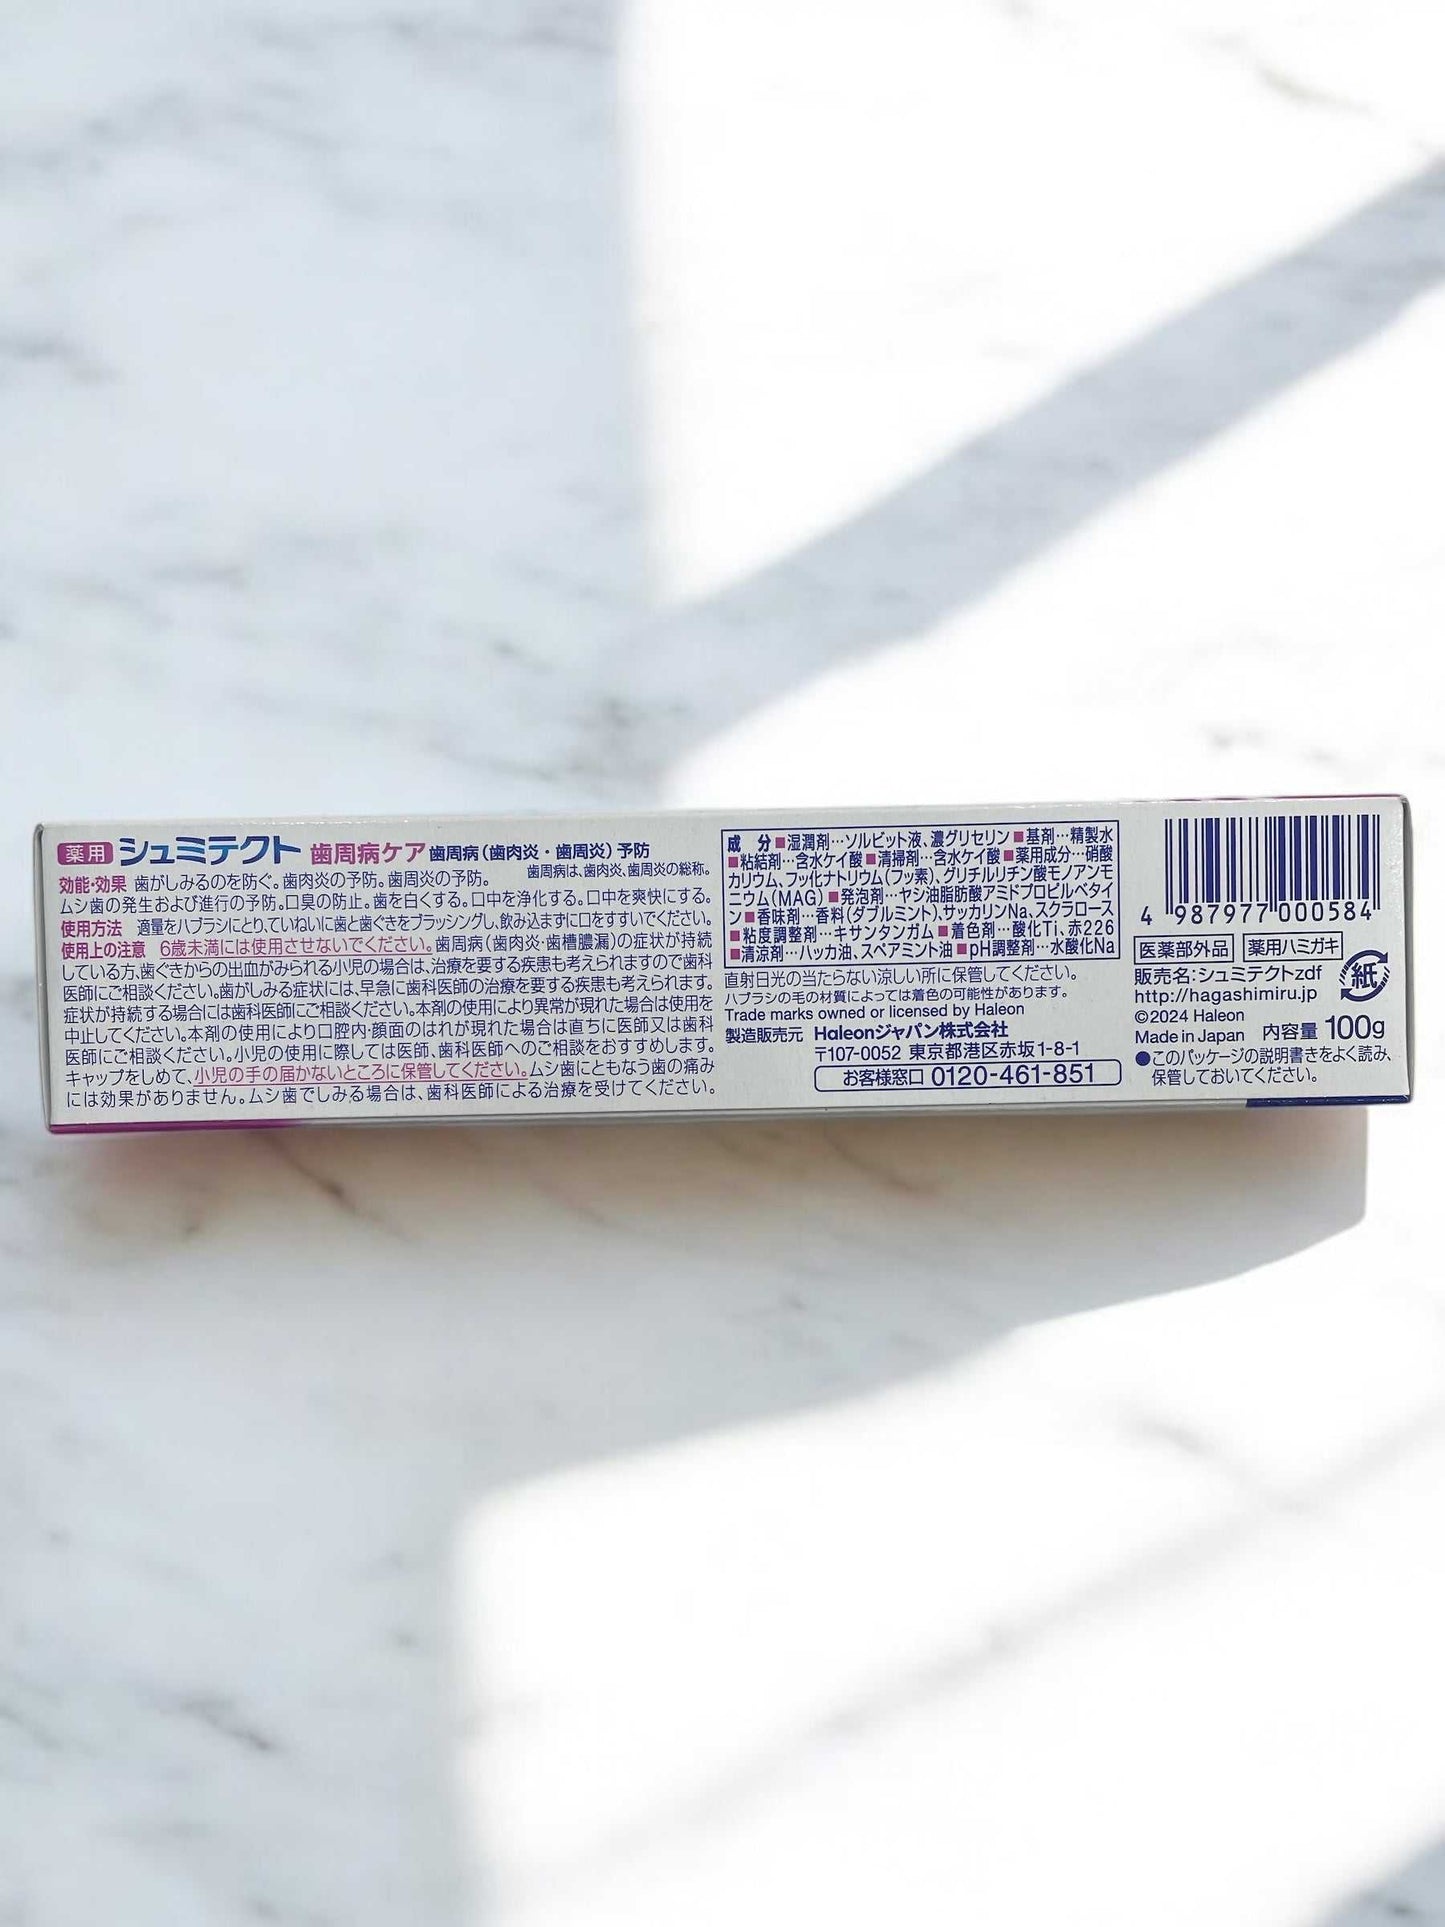 薬用 シュミテクト 歯周病ケア 歯周病(歯肉炎・歯周炎)予防
効能・効果 歯がしみるのを防ぐ。歯肉炎の予防。歯周炎の予防。 歯周病は、歯肉炎、歯周炎の総称。
ムシ歯の発生および進行の予防。口臭の防止。歯を白くする。口中を浄化する。口中を爽快にする。
使用方法 適量をハブラシにとり、ていねいに歯と歯ぐきをブラッシングし、飲み込まずに口をすすいでください。
使用上の注意 6歳未満には使用させないでください。歯周病(歯肉炎・歯槽膿漏)の症状が持続
している方、歯ぐきからの出血がみられる小児の場合は、治療を要する疾患も考えられますので歯科
医師にご相談ください。歯がしみる症状には、早急に歯科医師の治療を要する疾患も考えられます。
症状が持続する場合には歯科医師にご相談ください。本剤の使用により異常が現れた場合は使用を
中止してください。本剤の使用により口腔内・顔面のはれが現れた場合は直ちに医師又は歯科
医師にご相談ください。小児の使用に際しては医師、歯科医師へのご相談をおすすめします。
キャップをしめて、小児の手の届かないところに保管してください。ムシ歯にともなう歯の痛み
には効果がありません。ムシ歯でしみる場合は、歯科医師による治療を受けてください。
成 分 ■湿潤剤…ソルビット液、濃グリセリン ■基剤…精製水
■粘結剤…含水ケイ酸 ■清掃剤…含水ケイ酸 ■薬用成分…硝酸
カリウム、フッ化ナトリウム(フッ素)、グリチルリチン酸モノアンモ
ニウム(MAG) ■発泡剤…ヤシ油脂肪酸アミドプロピルベタイ
ン ■香味剤…香料(ダブルミント)、サッカリンNa、スクラロース
■粘度調整剤…キサンタンガム ■着色剤…酸化Ti、赤226
■清涼剤…ハッカ油、スペアミント油 ■pH調整剤…水酸化Na
直射日光の当たらない涼しい所に保管してください。
ハブラシの毛の材質によっては着色の可能性があります。
Trade marks owned or licensed by Haleon
製造販売元 Haleonジャパン株式会社
〒107-0052 東京都港区赤坂1-8-1
お客様窓口 0120-461-851
4 987977 000584
医薬部外品 薬用ハミガキ
販売名:シュミテクトzdf
http://hagashimiru.jp
紙
©2024 Haleon
Made in Japan 内容量 100g
●このパッケージの説明書きをよく読み、
保管しておいてください。